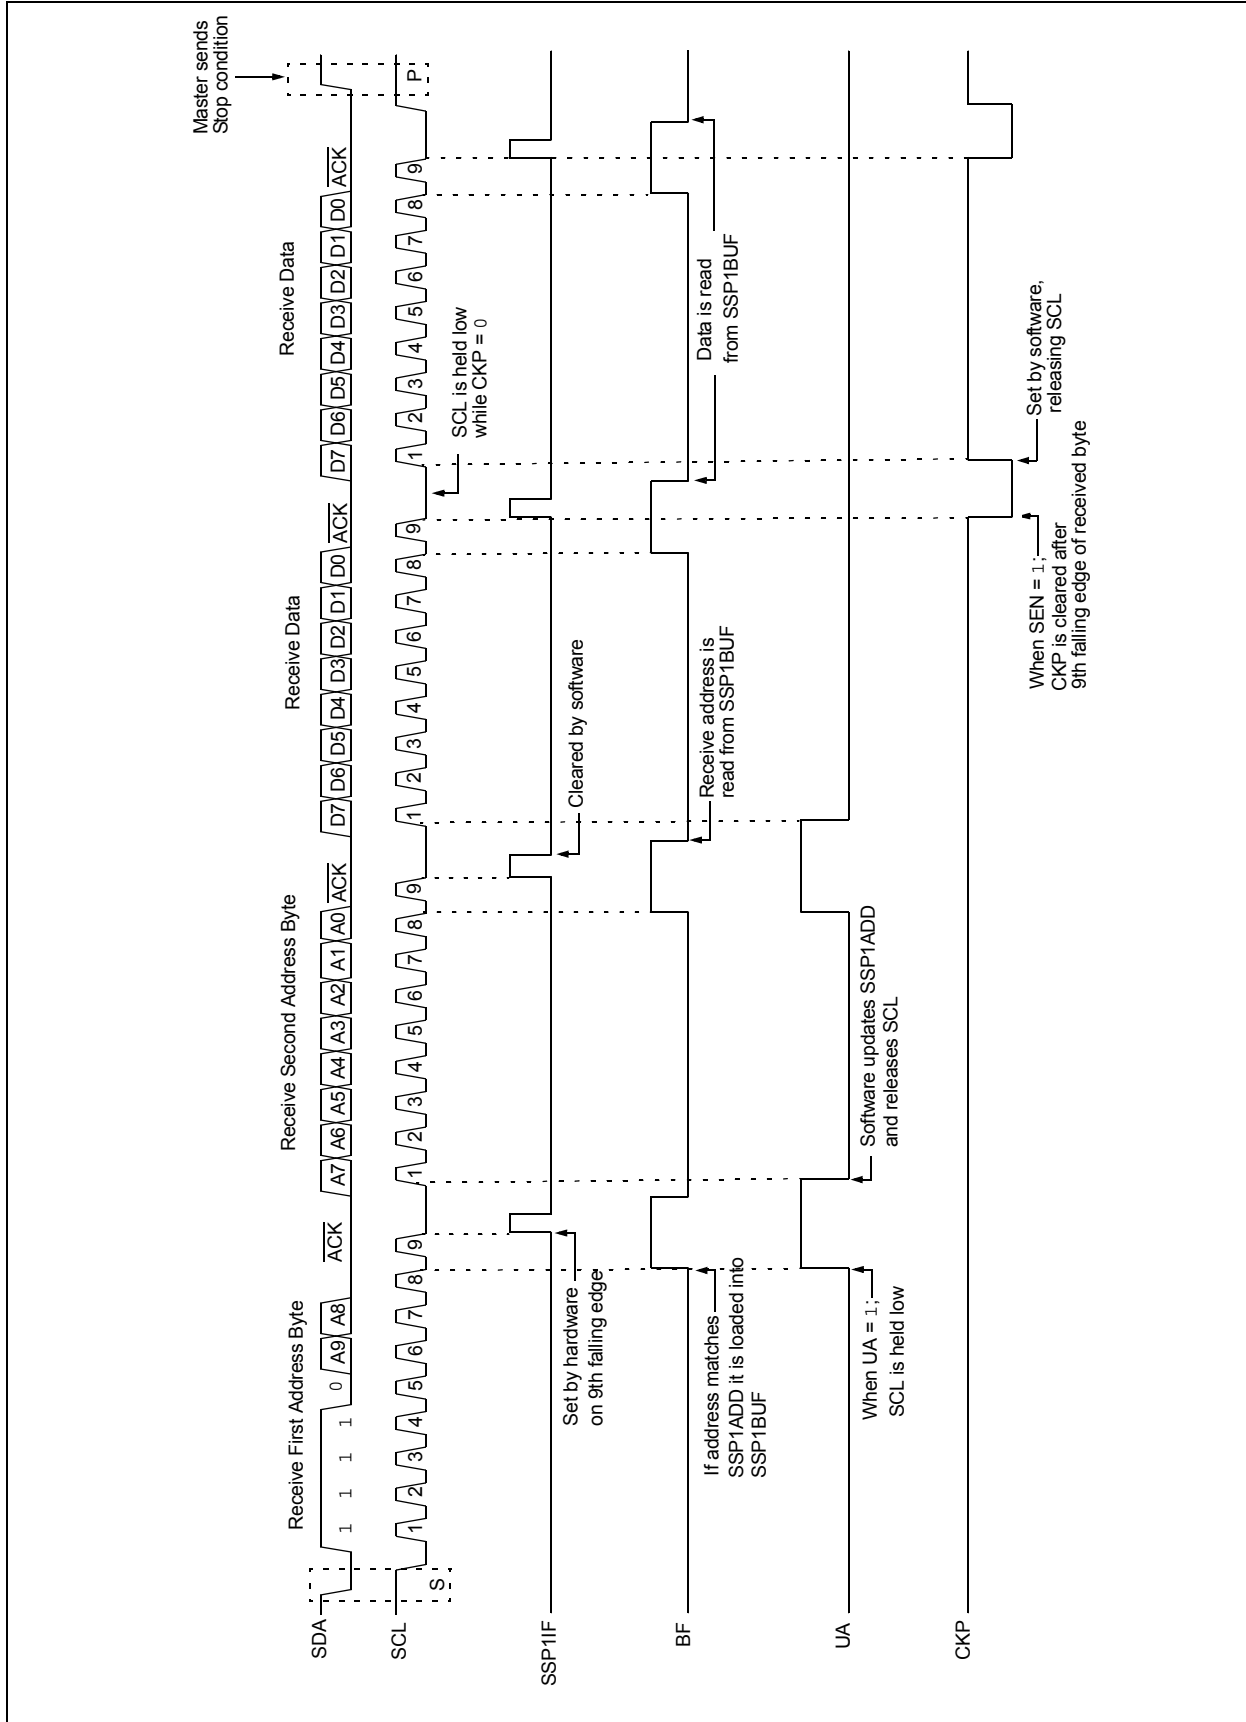 Master sends
Stop condition
Receive First Address Byte
Receive Second Address Byte
Receive Data
Receive Data
SDA
1 1 1 1 0 A9 A8 ACK A7 A6 A5 A4 A3 A2 A1 A0 ACK D7 D6 D5 D4 D3 D2 D1 D0 ACK D7 D6 D5 D4 D3 D2 D1 D0 ACK
SCL
S 1 2 3 4 5 6 7 8 9 1 2 3 4 5 6 7 8 9 1 2 3 4 5 6 7 8 9 1 2 3 4 5 6 7 8 9 P
SCL is held low
while CKP = 0
SSP1IF
Set by hardware
on 9th falling edge
Cleared by software
BF
If address matches
SSP1ADD it is loaded into
SSP1BUF
Receive address is
read from SSP1BUF
Data is read
from SSP1BUF
UA
When UA = 1;
SCL is held low
Software updates SSP1ADD
and releases SCL
CKP
When SEN = 1;
CKP is cleared after
9th falling edge of received byte
Set by software,
releasing SCL